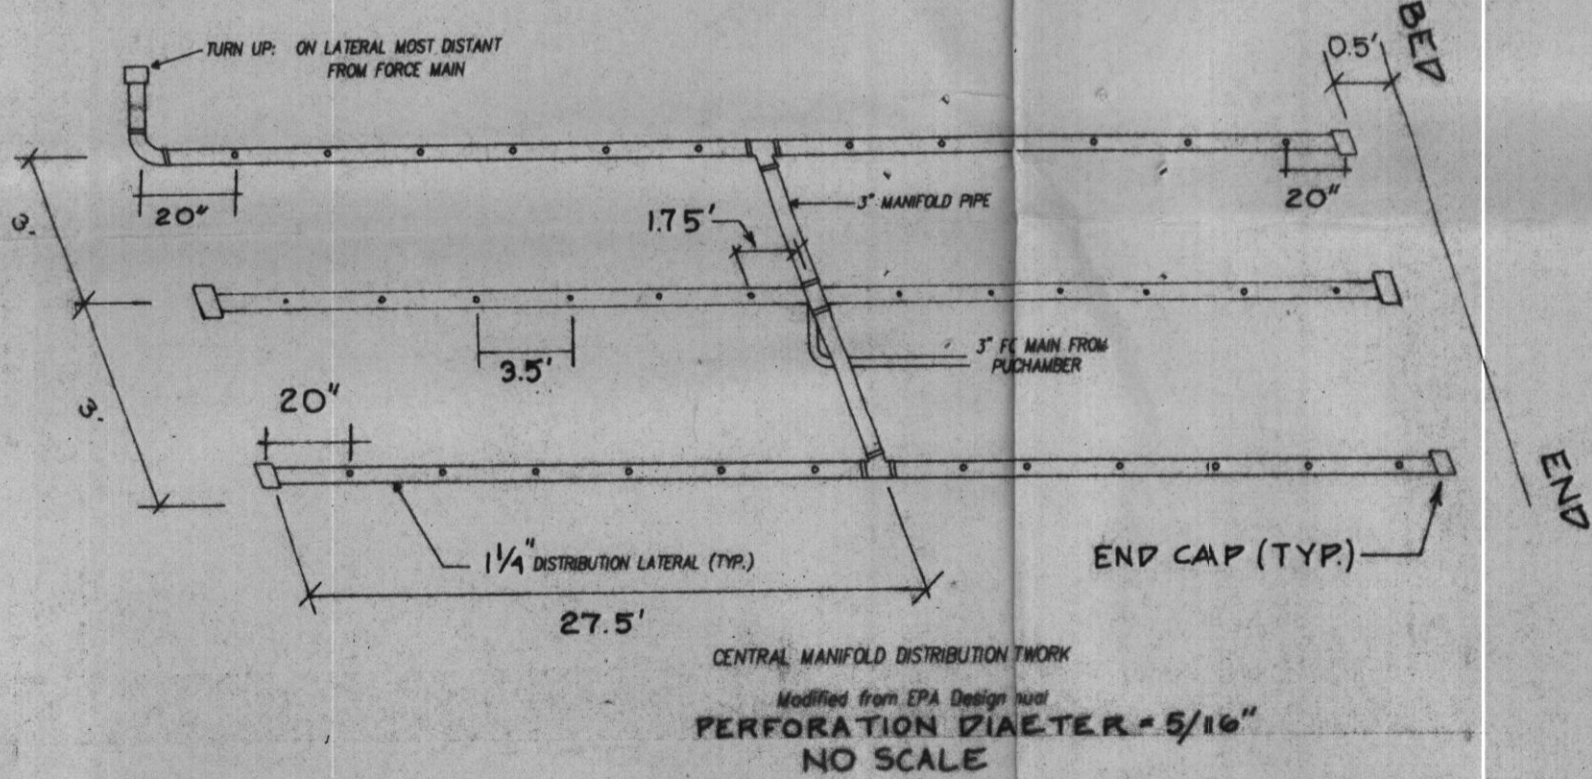 TURN UP: ON LATERAL MOST DISTANT
FROM FORCE MAIN
0.5'
BED
20"
3" MANIFOLD PIPE
20"
1.75'
3'
3.5'
3" FC MAIN FROM
PUCHAMBER
20"
3'
1 1/4" DISTRIBUTION LATERAL (TYP.)
END CAP (TYP.)
END
27.5'
CENTRAL MANIFOLD DISTRIBUTION TWORK
Modified from EPA Design nual
PERFORATION DIAETER = 5/16"
NO SCALE